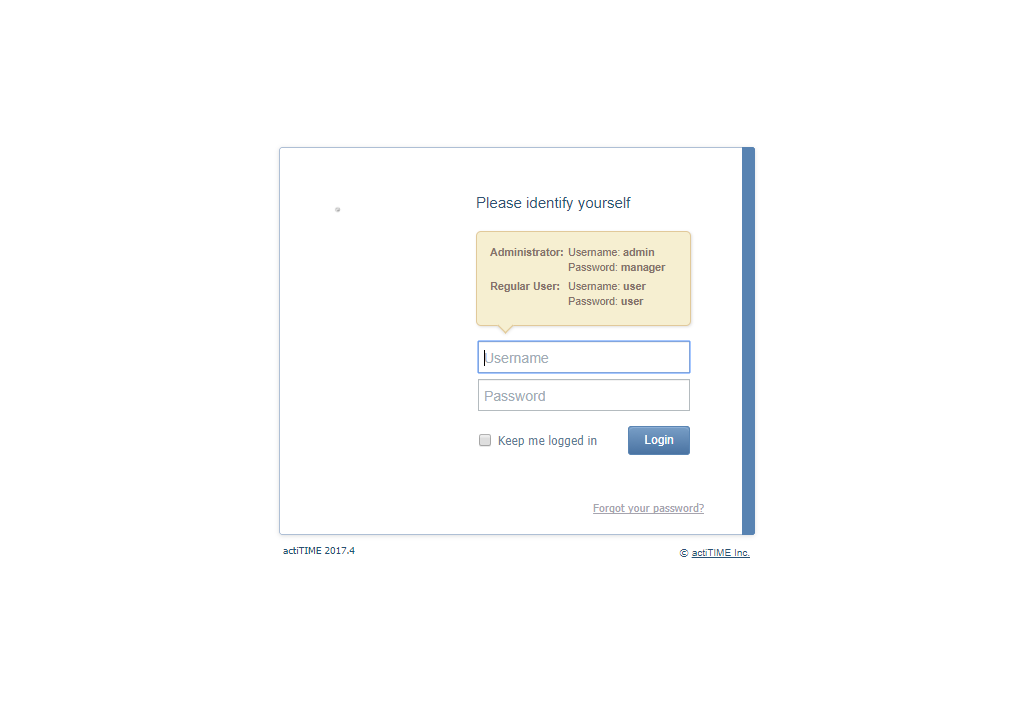 Please identify yourself
Administrator: Username: admin
Password: manager
Regular User: Username: user
Password: user
Username
Password
Keep me logged in Login
Forgot your password?
actiTIME 2017.4 © actiTIME Inc.